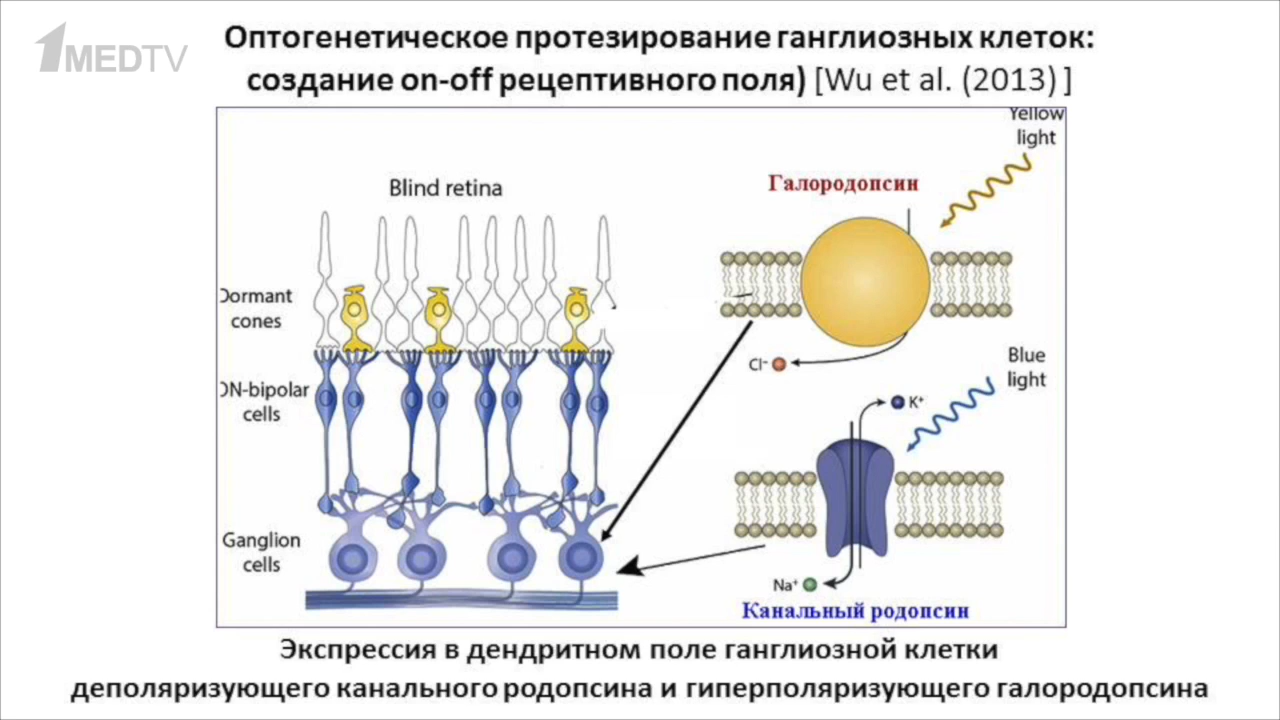 1MEDTV
Оптогенетическое протезирование ганглиозных клеток:
создание on-off рецептивного поля) [Wu et al. (2013) ]
Yellow
light
Галородопсин
Blind retina
Dormant
cones
Cl⁻
Blue
light
ON-bipolar
cells
K⁺
Ganglion
cells
Na⁺
Канальный родопсин
Экспрессия в дендритном поле ганглиозной клетки
деполяризующего канального родопсина и гиперполяризующего галородопсина